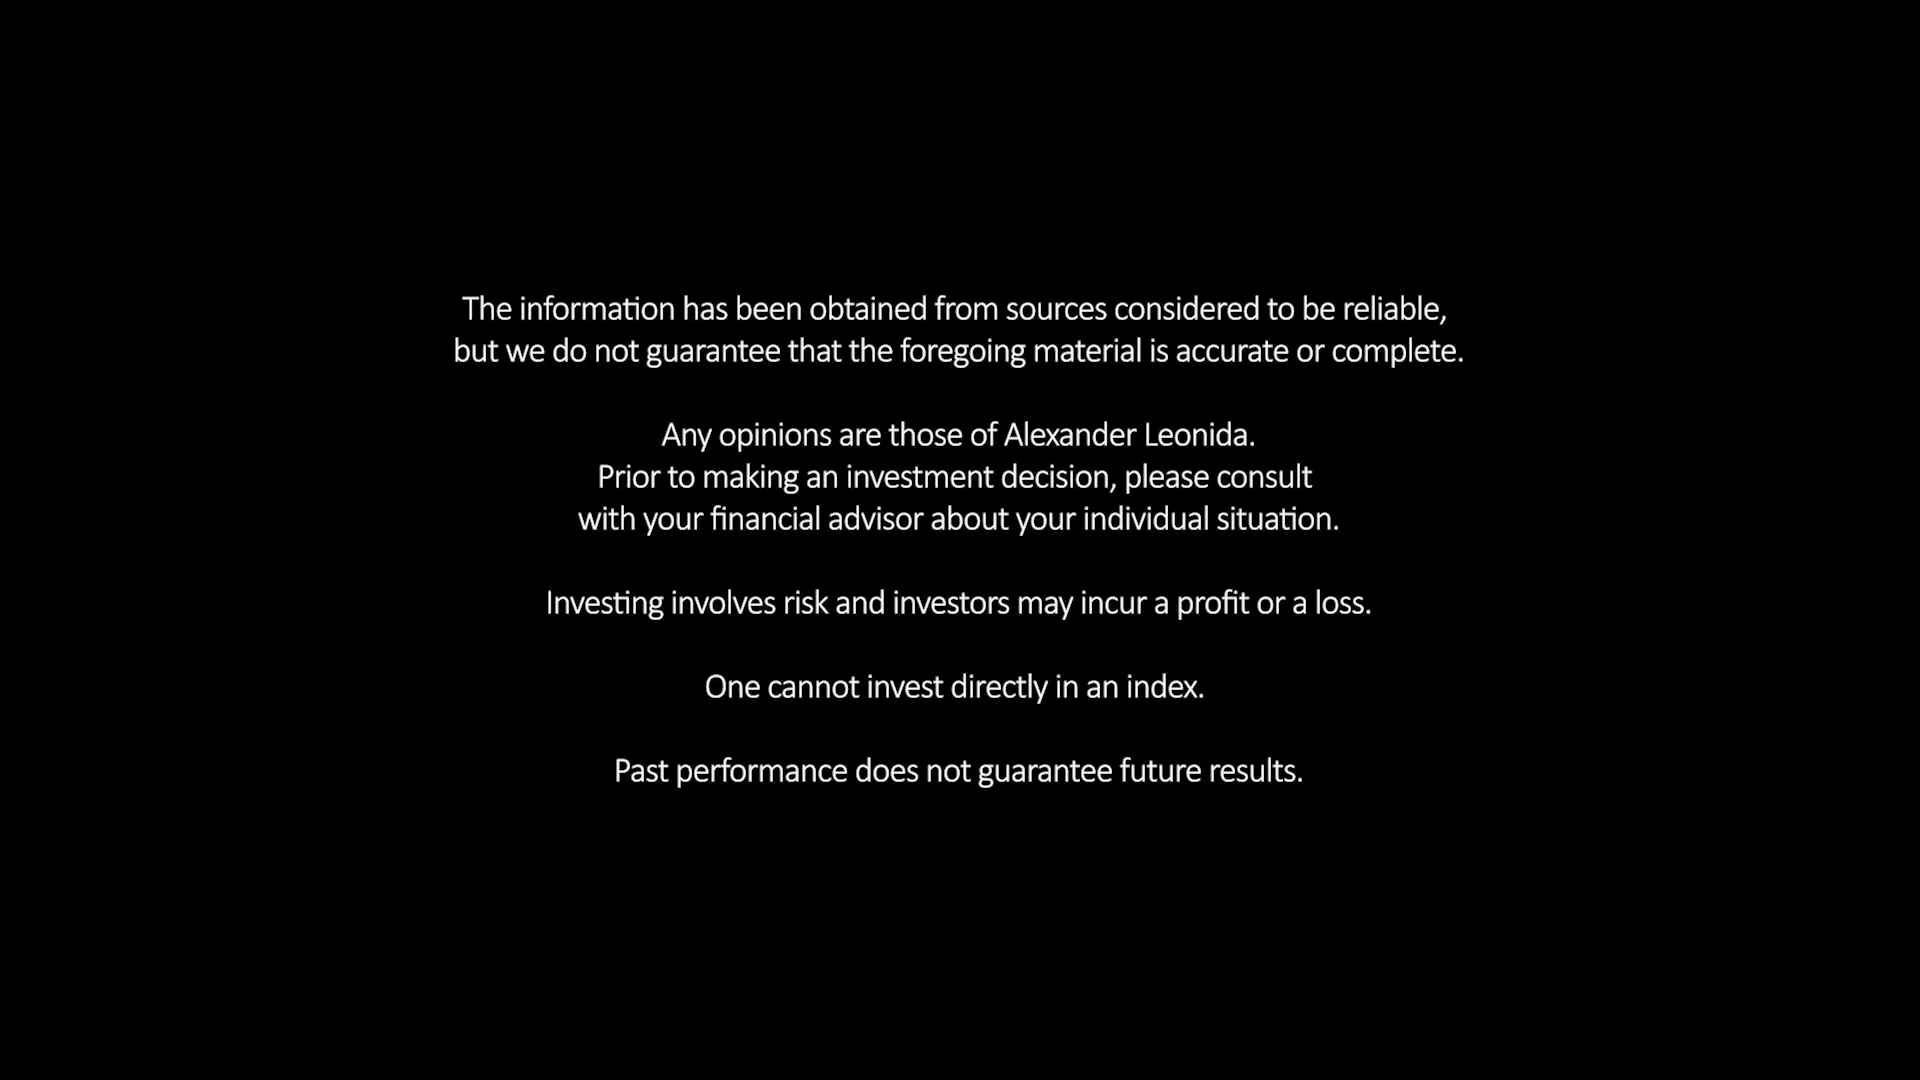 The information has been obtained from sources considered to be reliable,
but we do not guarantee that the foregoing material is accurate or complete.
Any opinions are those of Alexander Leonida.
Prior to making an investment decision, please consult
with your financial advisor about your individual situation.
Investing involves risk and investors may incur a profit or a loss.
One cannot invest directly in an index.
Past performance does not guarantee future results.